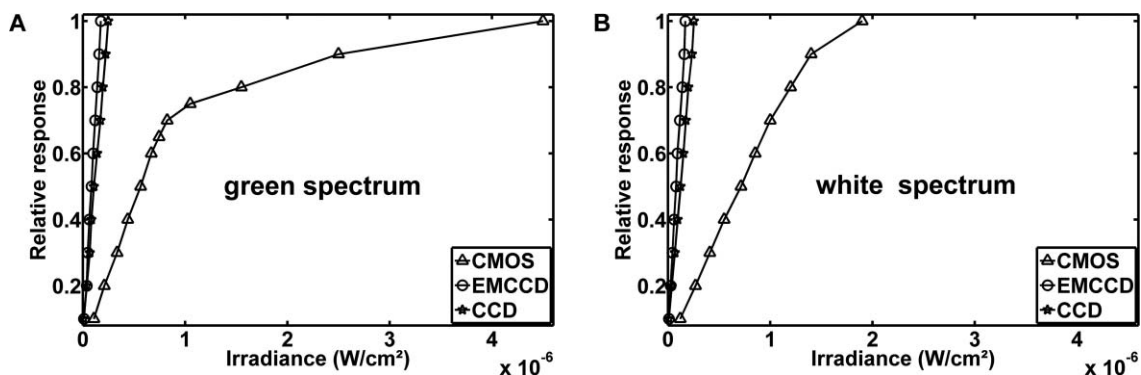 A
Relative response
1
0.8
0.6
0.4
0.2
green spectrum
CMOS
EMCCD
CCD
0 1 2 3 4
Irradiance (W/cm²)
x 10⁻⁶
B
Relative response
1
0.8
0.6
0.4
0.2
white spectrum
CMOS
EMCCD
CCD
0 1 2 3 4
Irradiance (W/cm²)
x 10⁻⁶